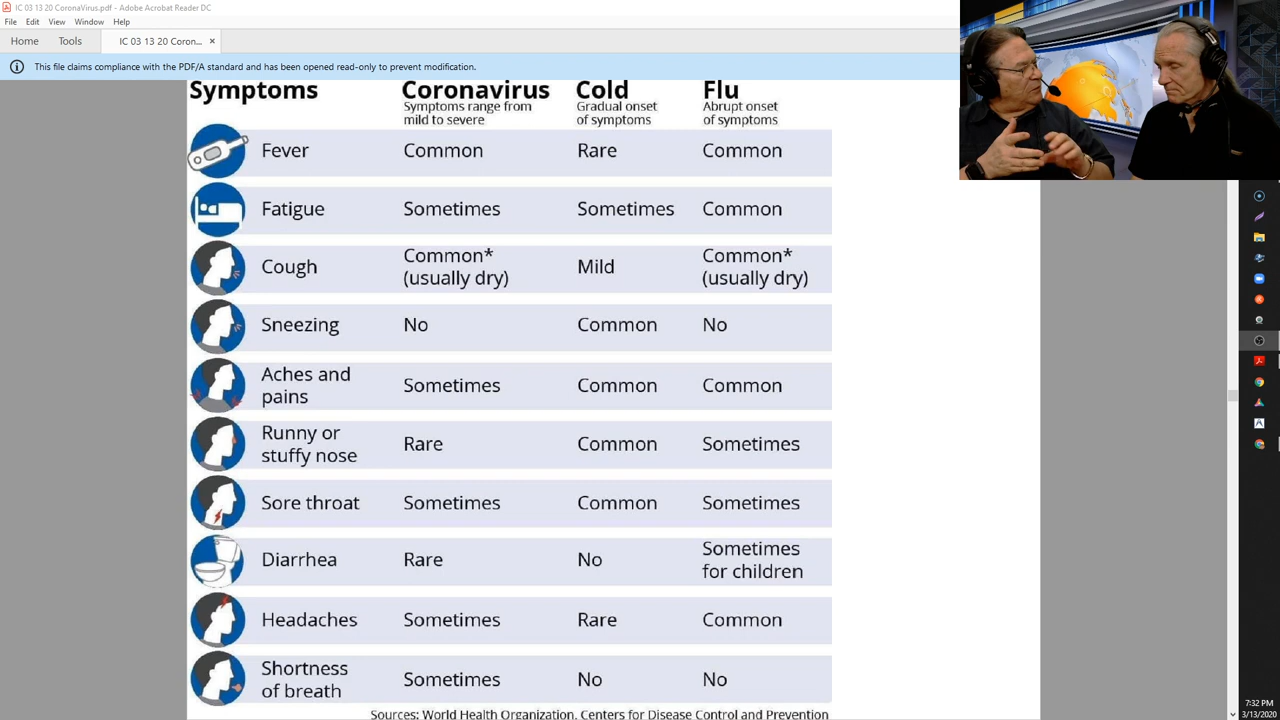 IC 03 13 20 CoronaVirus.pdf - Adobe Acrobat Reader DC
File Edit View Window Help
Home Tools IC 03 13 20 Coron... ×
This file claims compliance with the PDF/A standard and has been opened read-only to prevent modification.
Symptoms Coronavirus Cold Flu
Symptoms range from Gradual onset Abrupt onset
mild to severe of symptoms of symptoms
Fever Common Rare Common
Fatigue Sometimes Sometimes Common
Cough Common* (usually dry) Mild Common* (usually dry)
Sneezing No Common No
Aches and pains Sometimes Common Common
Runny or stuffy nose Rare Common Sometimes
Sore throat Sometimes Common Sometimes
Diarrhea Rare No Sometimes for children
Headaches Sometimes Rare Common
Shortness of breath Sometimes No No
Sources: World Health Organization, Centers for Disease Control and Prevention
7:32 PM
3/13/2020